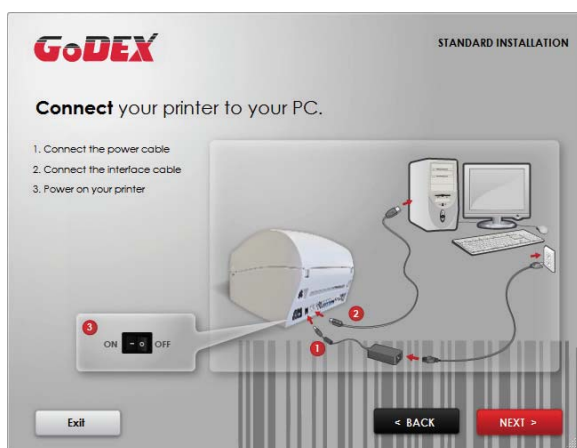 GoDEX
STANDARD INSTALLATION
Connect your printer to your PC.
1. Connect the power cable
2. Connect the interface cable
3. Power on your printer
2
3
ON - o OFF
1
Exit
< BACK
NEXT >